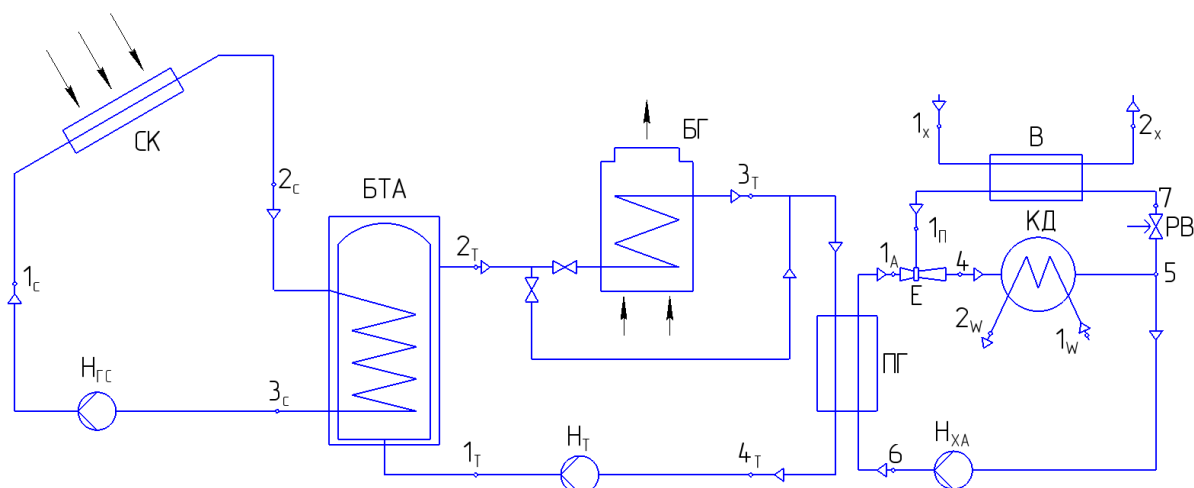 СК
БГ
1х
2х
В
3Т
2с
БТА
7
КД
РВ
1П
2Т
1А
4
5
Е
1с
2W
1W
ПГ
НГС
3с
НТ
НХА
1Т
4Т
6